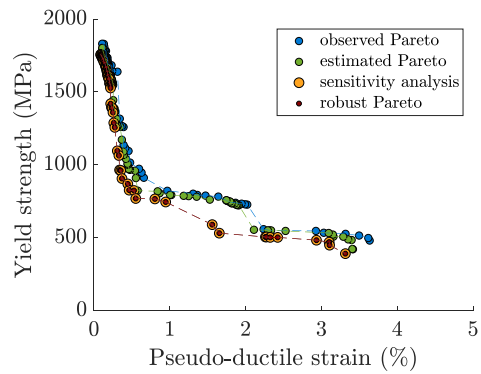 2000
1500
1000
500
0
Yield strength (MPa)
observed Pareto
estimated Pareto
sensitivity analysis
robust Pareto
0 1 2 3 4 5
Pseudo-ductile strain (%)